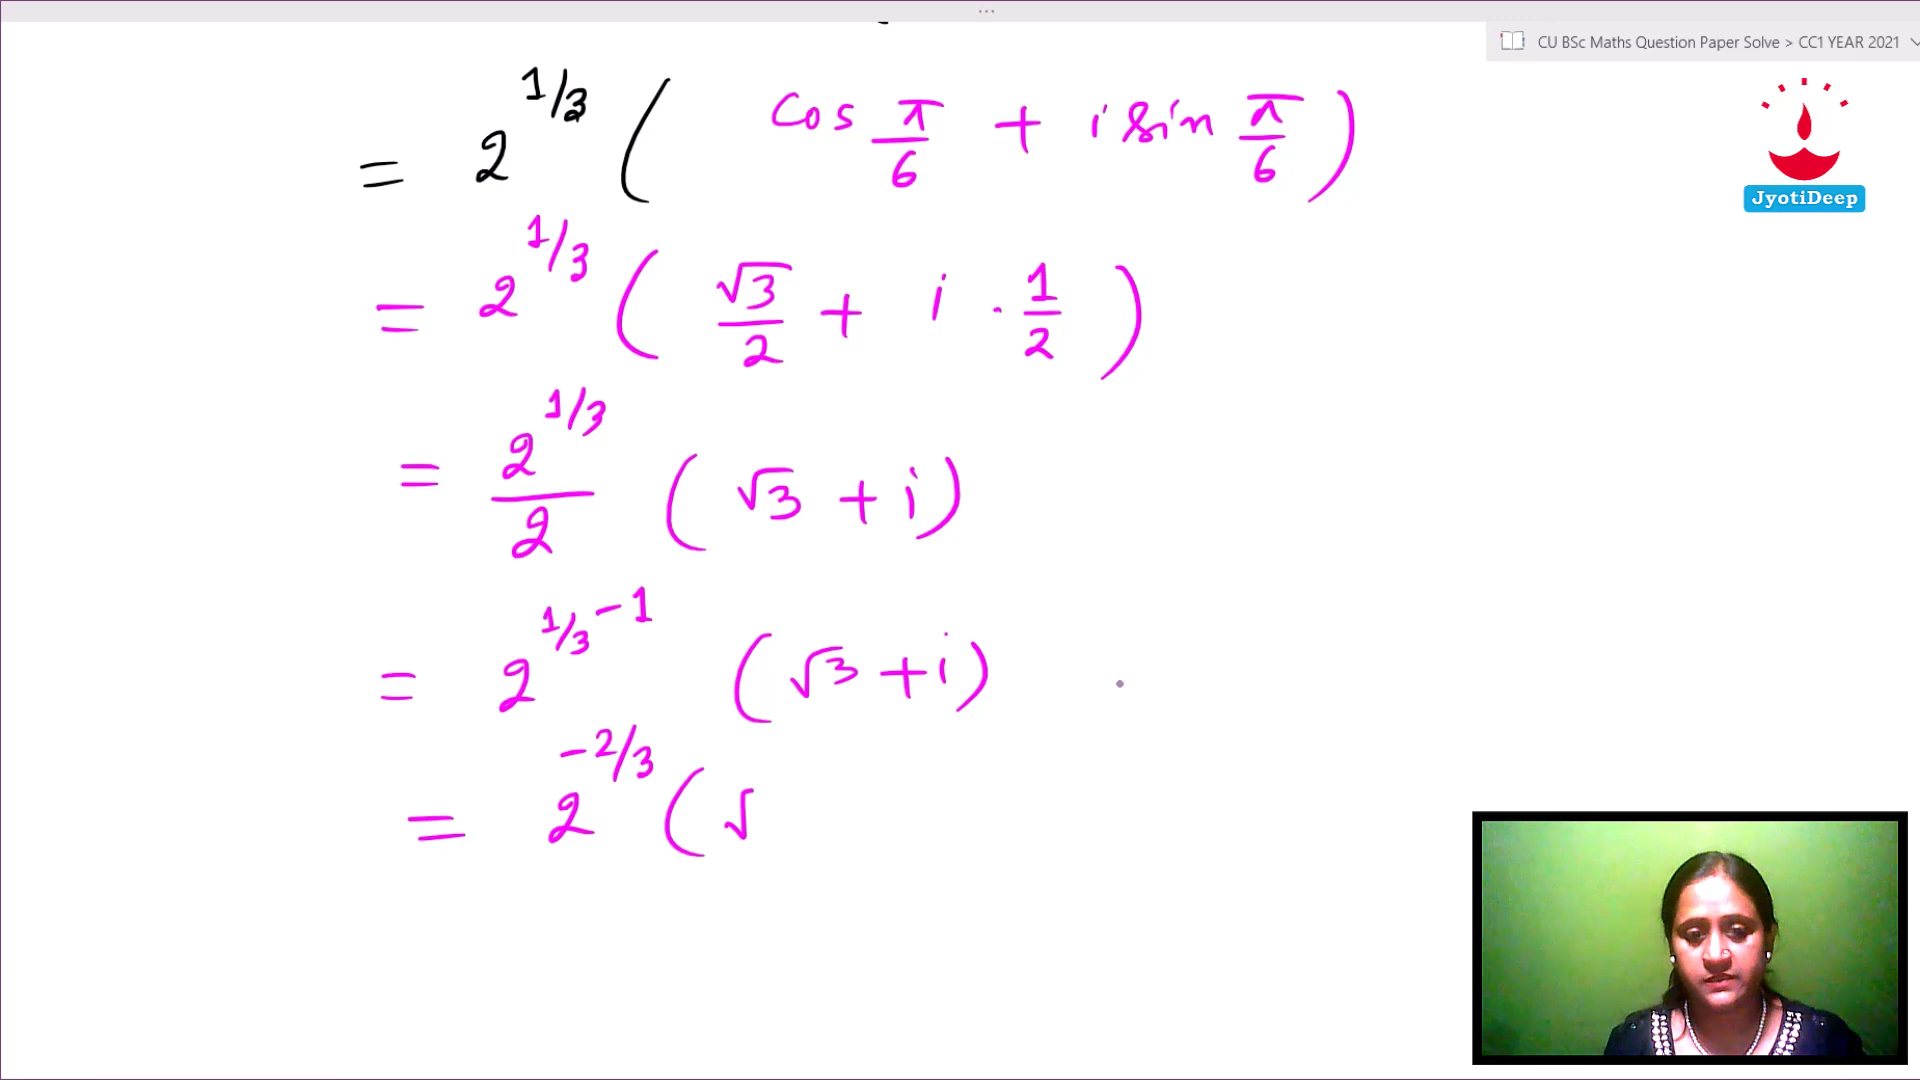 CU BSc Maths Question Paper Solve > CC1 YEAR 2021
= 2^{1/3} ( cos π/6 + i sin π/6 )
JyotiDeep
= 2^{1/3} ( √3/2 + i · 1/2 )
= 2^{1/3}/2 ( √3 + i )
= 2^{1/3 - 1} ( √3 + i )
= 2^{-2/3} ( √